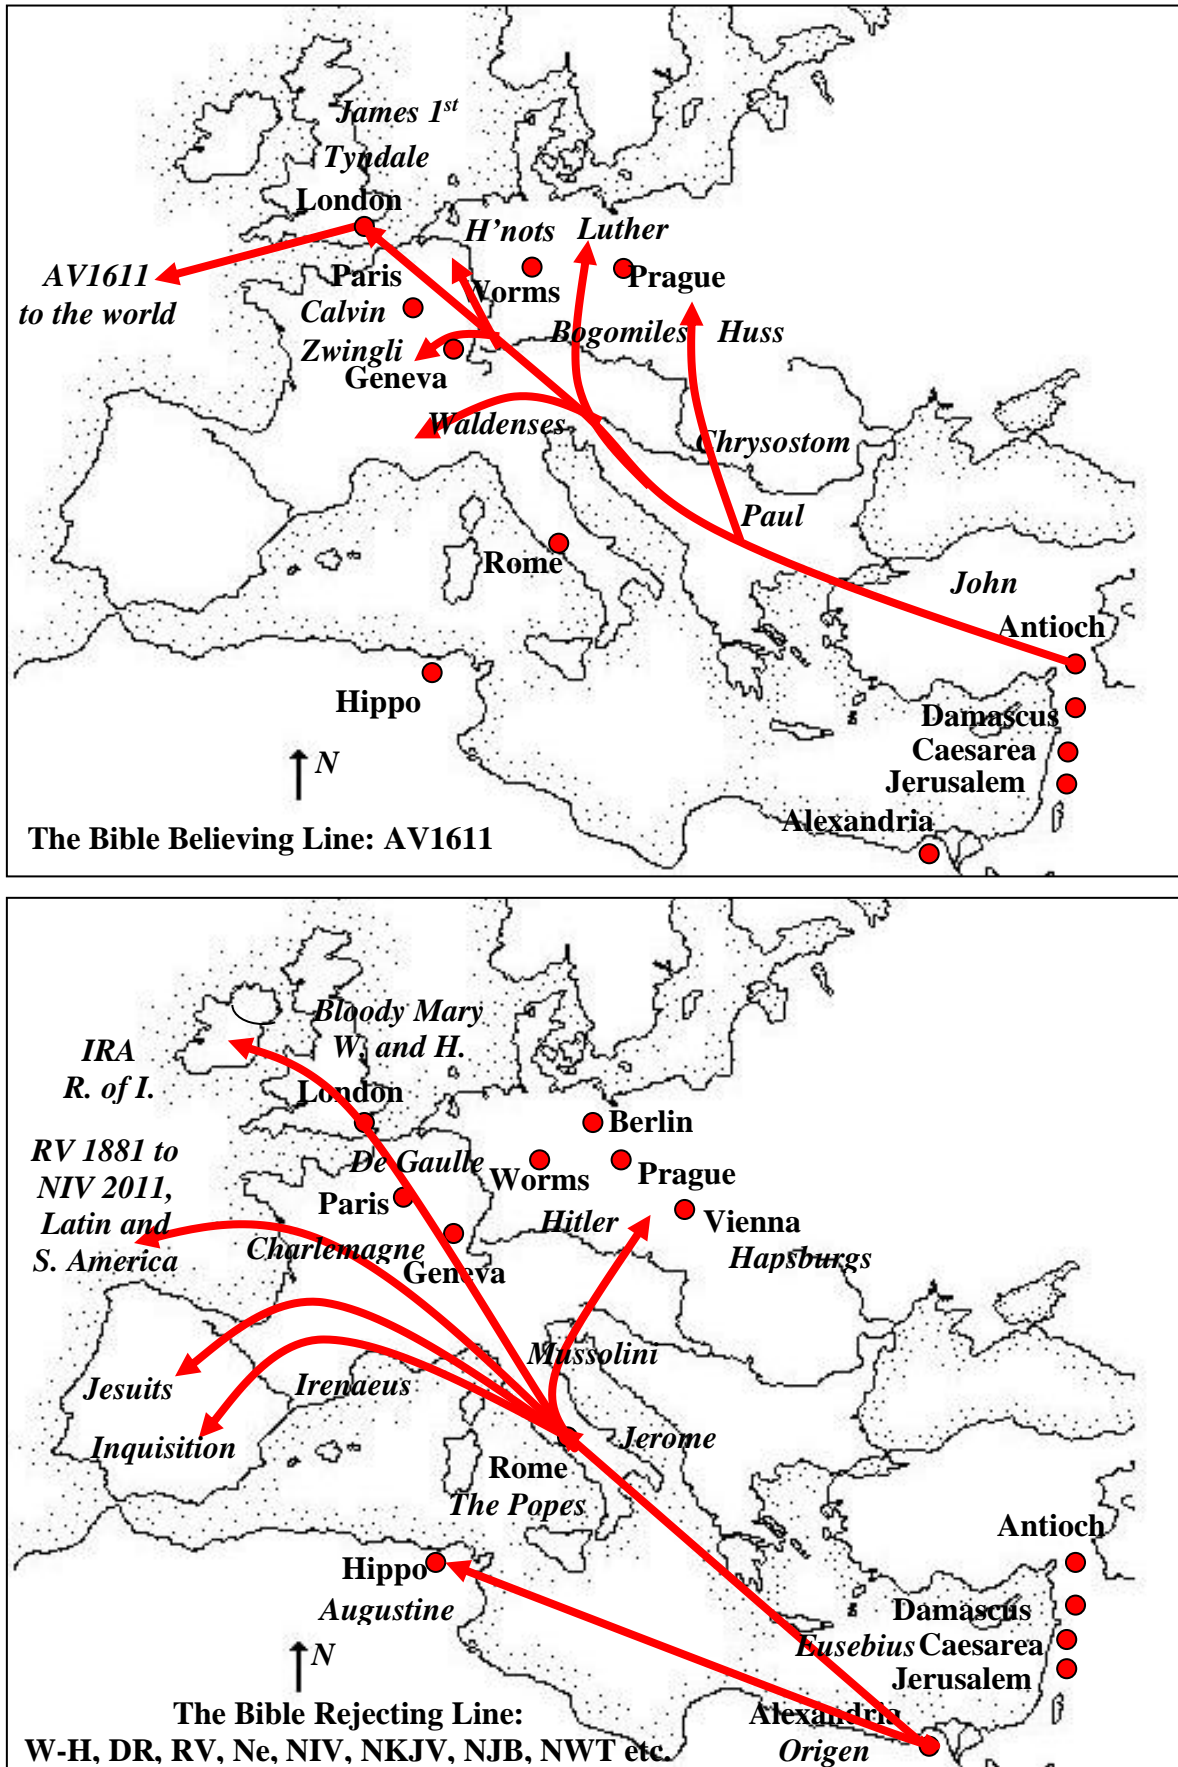 James 1st
Tyndale
London
H'nots Luther
AV1611
to the world
Paris
Worms
Prague
Calvin
Bogomiles Huss
Zwingli
Geneva
Waldenses
Chrysostom
Paul
Rome
John
Antioch
Hippo
Damascus
N
Caesarea
Jerusalem
Alexandria
The Bible Believing Line: AV1611
Bloody Mary
W. and H.
IRA
R. of I.
London
Berlin
RV 1881 to
NIV 2011,
Latin and
S. America
De Gaulle
Worms
Prague
Paris
Hitler
Vienna
Charlemagne
Hapsburgs
Geneva
Mussolini
Jesuits
Irenaeus
Inquisition
Jerome
Rome
The Popes
Antioch
Hippo
Augustine
Damascus
N
Eusebius Caesarea
Jerusalem
Alexandria
Origen
The Bible Rejecting Line:
W-H, DR, RV, Ne, NIV, NKJV, NJB, NWT etc.